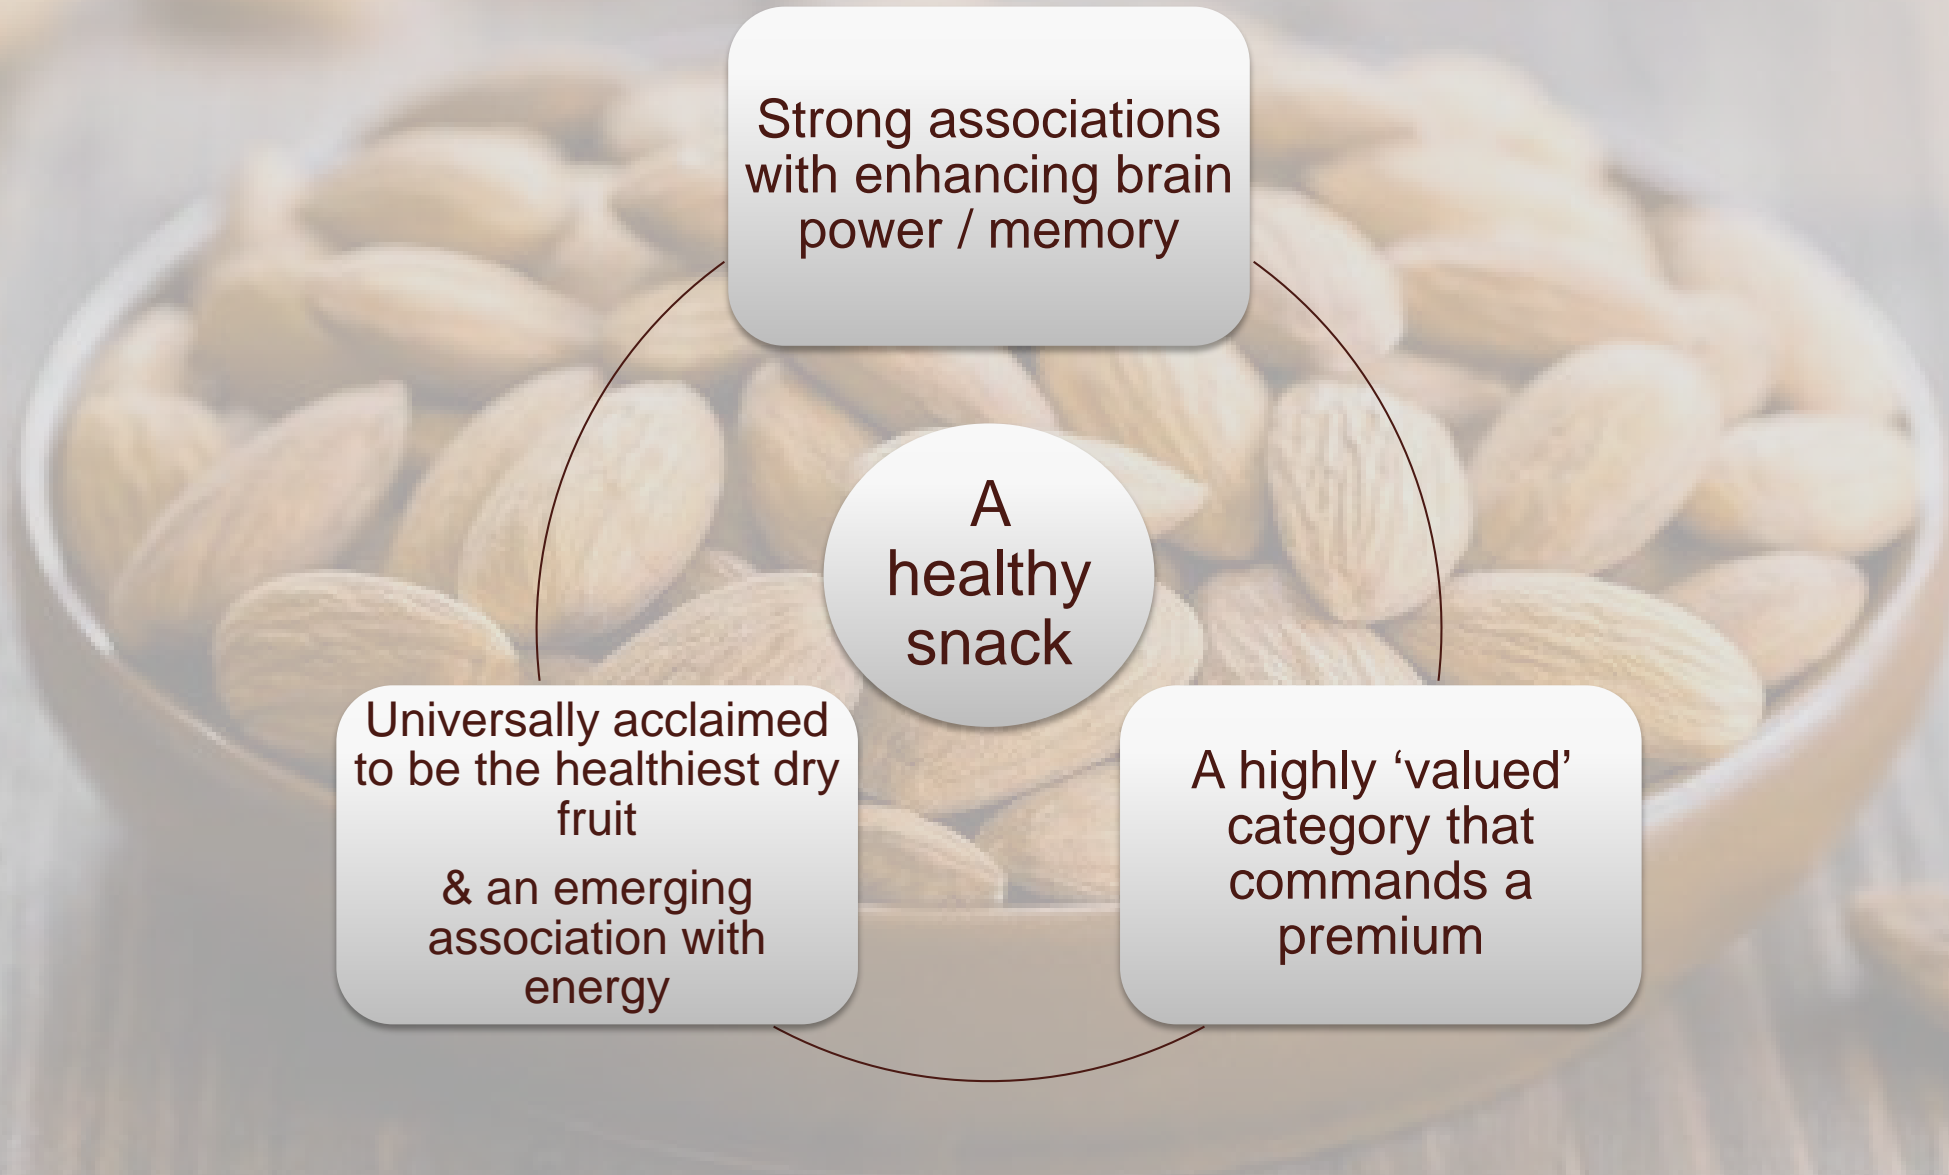 Strong associations
with enhancing brain
power / memory
A
healthy
snack
Universally acclaimed
to be the healthiest dry
fruit
& an emerging
association with
energy
A highly ‘valued’
category that
commands a
premium